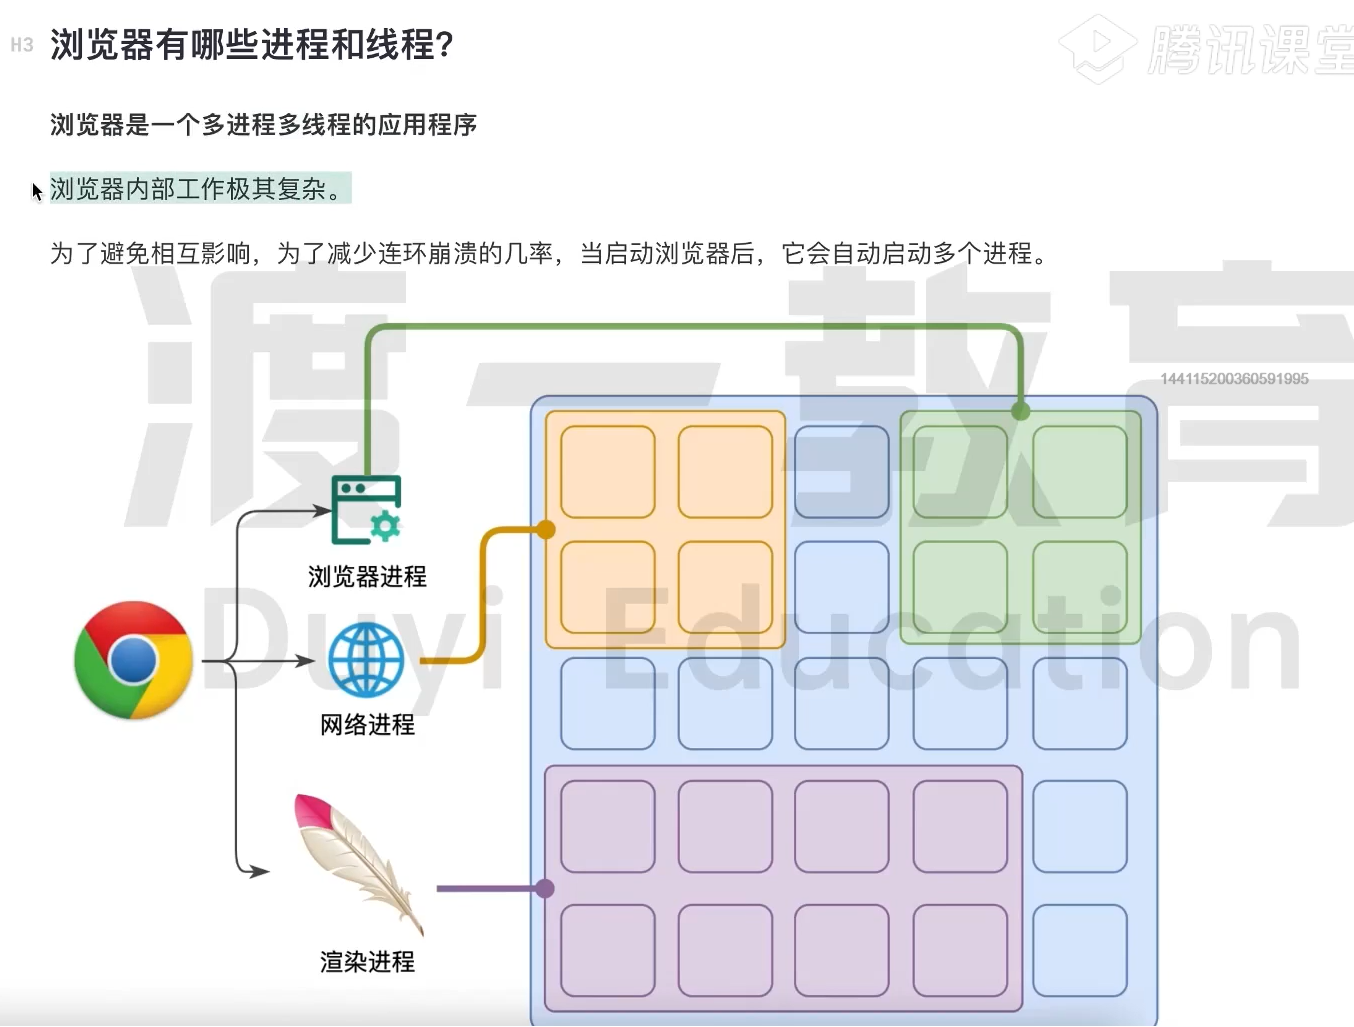 H3 浏览器有哪些进程和线程?
腾讯课堂
浏览器是一个多进程多线程的应用程序
浏览器内部工作极其复杂。
为了避免相互影响，为了减少连环崩溃的几率，当启动浏览器后，它会自动启动多个进程。
渡一教育
144115200360591995
浏览器进程
Duyi Education
网络进程
渲染进程